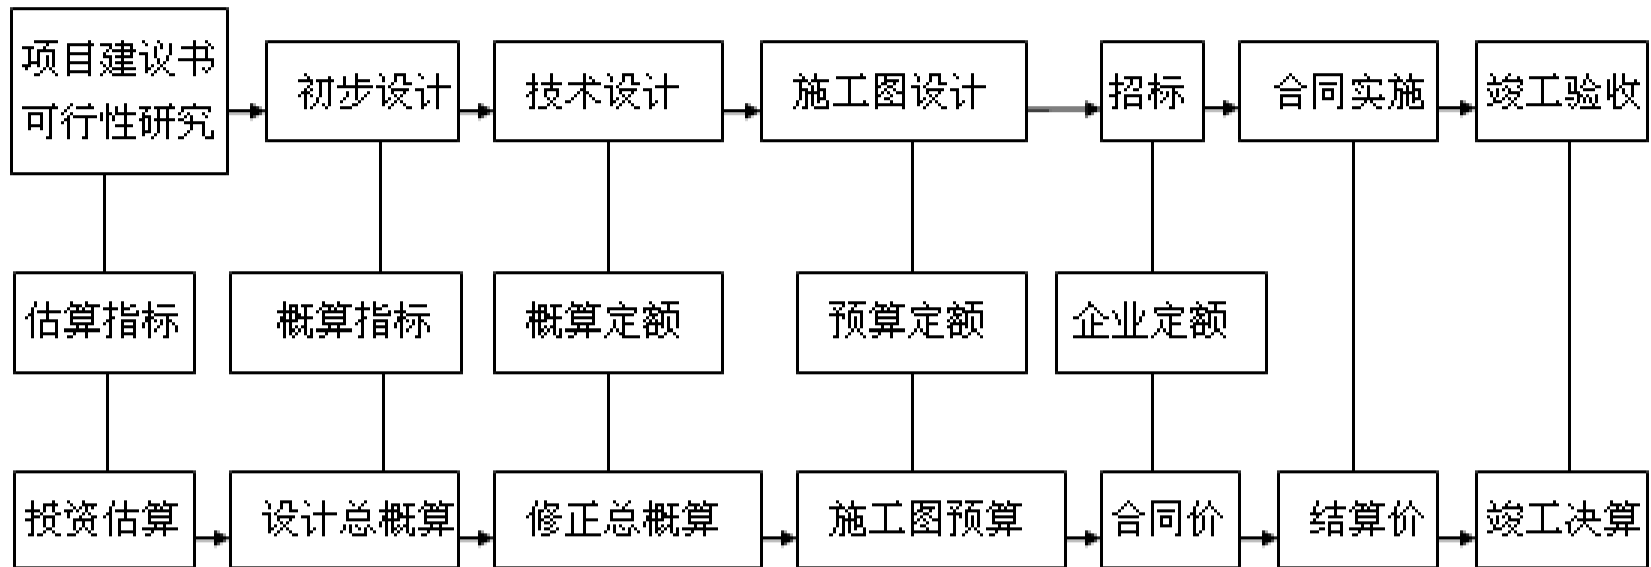 项目建议书
可行性研究
初步设计
技术设计
施工图设计
招标
合同实施
竣工验收
估算指标
概算指标
概算定额
预算定额
企业定额
投资估算
设计总概算
修正总概算
施工图预算
合同价
结算价
竣工决算